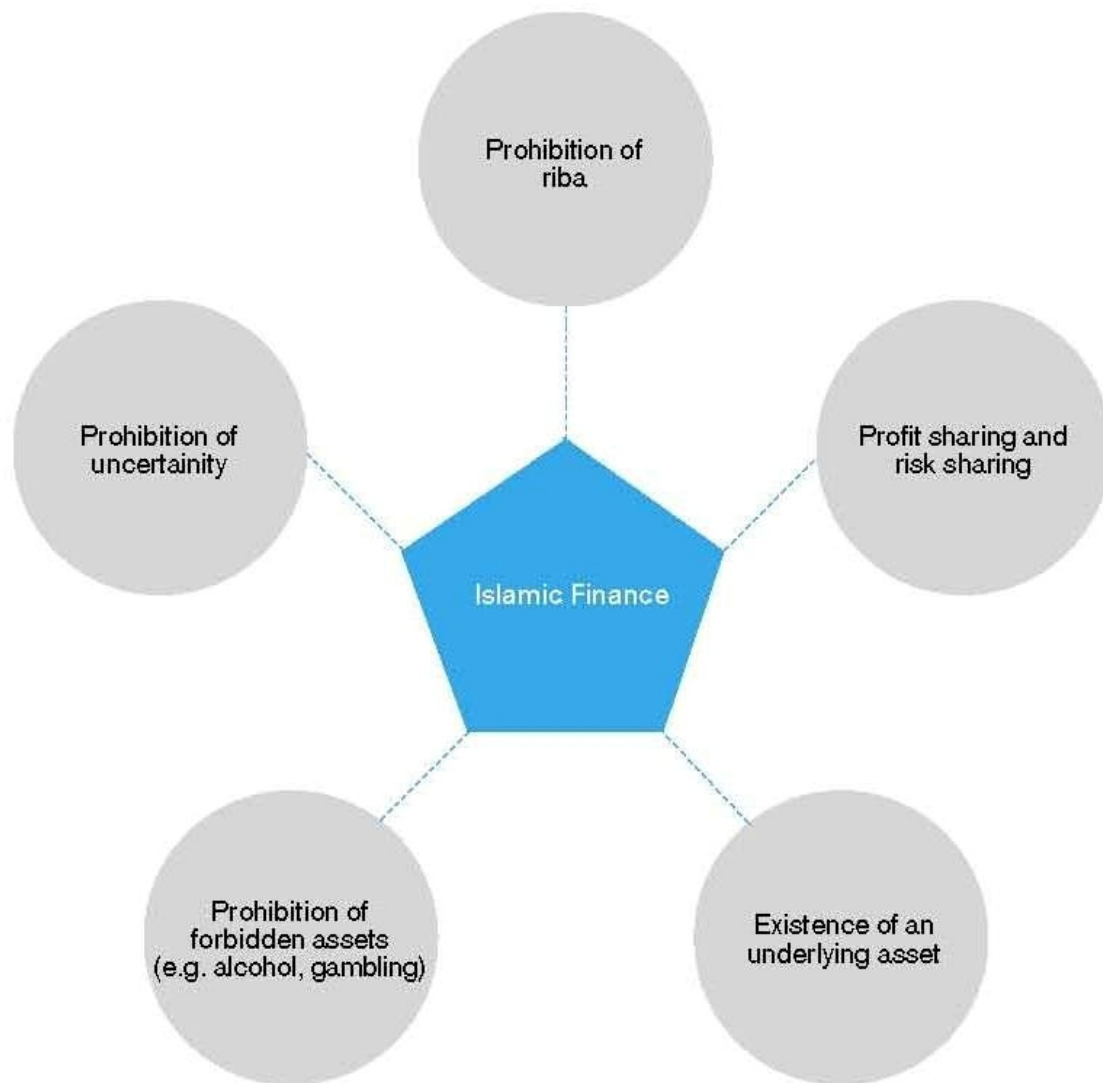 Prohibition of
riba
Prohibition of
uncertainity
Profit sharing and
risk sharing
Islamic Finance
Prohibition of
forbidden assets
(e.g. alcohol, gambling)
Existence of an
underlying asset